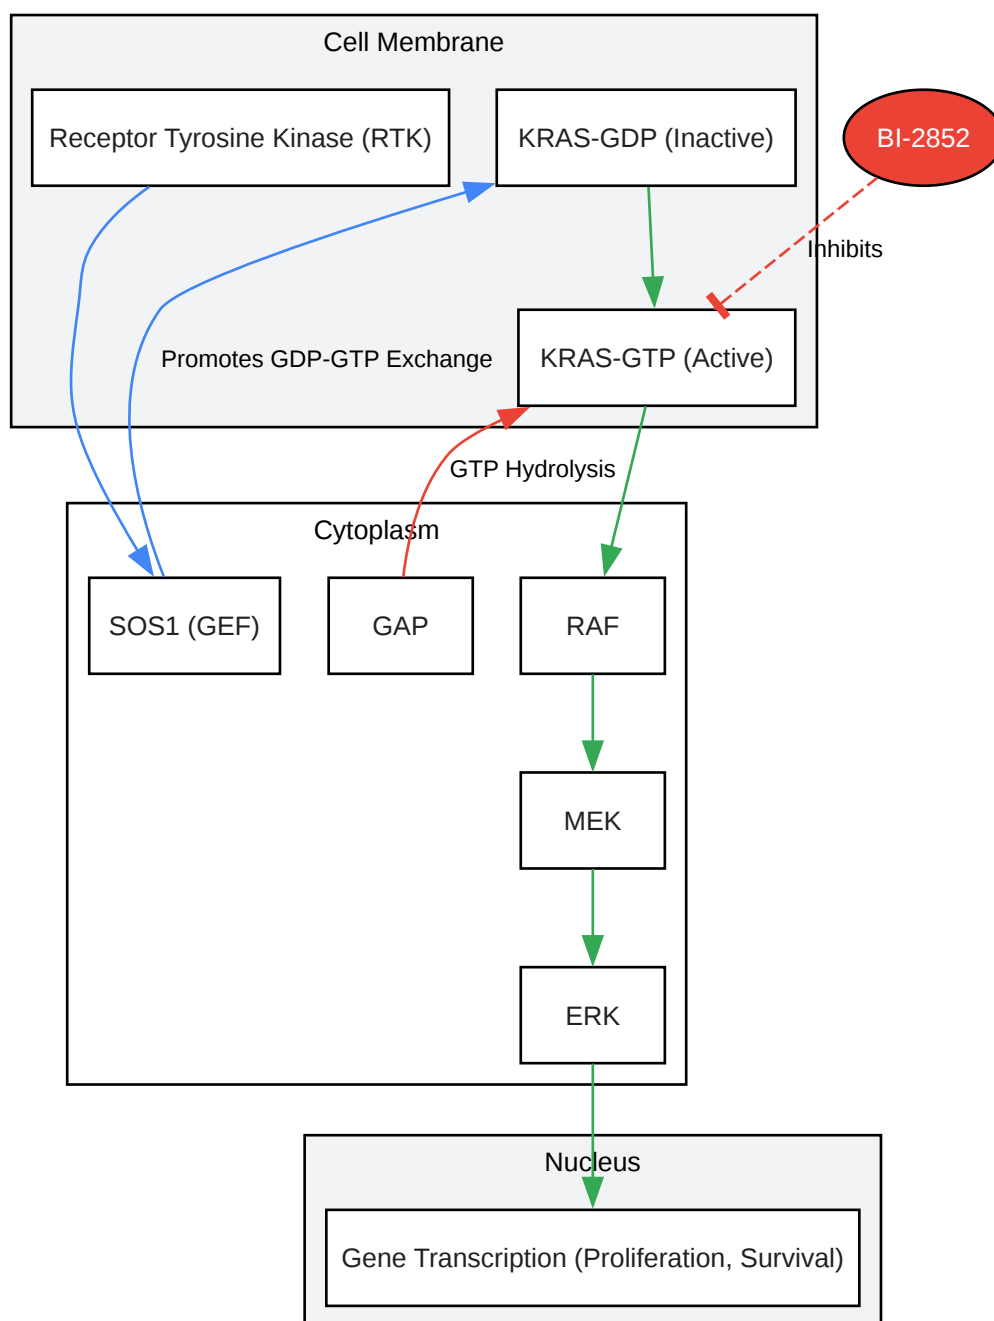 Cell Membrane
Receptor Tyrosine Kinase (RTK)
KRAS-GDP (Inactive)
BI-2852
Inhibits
Promotes GDP-GTP Exchange
KRAS-GTP (Active)
GTP Hydrolysis
Cytoplasm
SOS1 (GEF)
GAP
RAF
MEK
ERK
Nucleus
Gene Transcription (Proliferation, Survival)